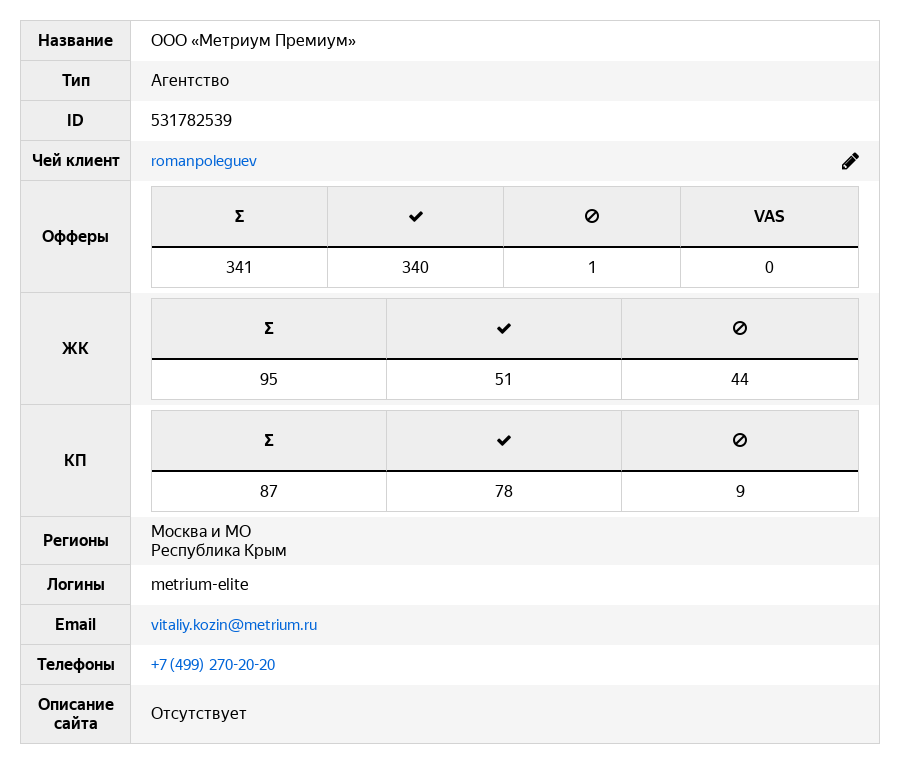 Название ООО «Метриум Премиум»
Тип Агентство
ID 531782539
Чей клиент romanpoleguev
Офферы
Σ VAS
341 340 1 0
ЖК
Σ
95 51 44
КП
Σ
87 78 9
Регионы
Москва и МО
Республика Крым
Логины metrium-elite
Email vitaliy.kozin@metrium.ru
Телефоны +7 (499) 270-20-20
Описание
сайта
Отсутствует